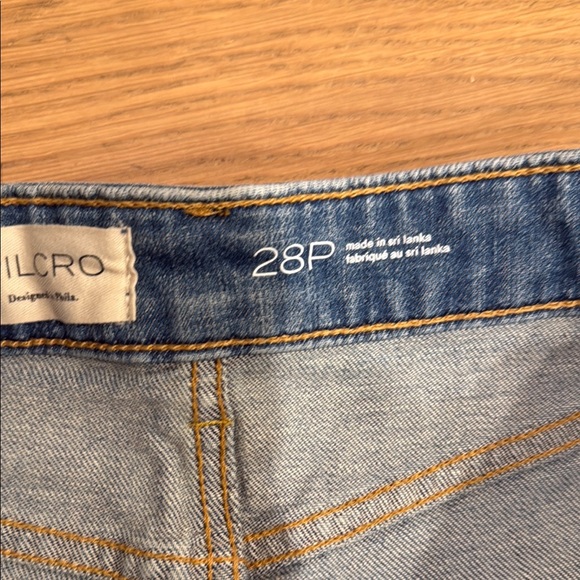 ILCRO
Designed in Phila.
28P
made in sri lanka
fabriqué au sri lanka